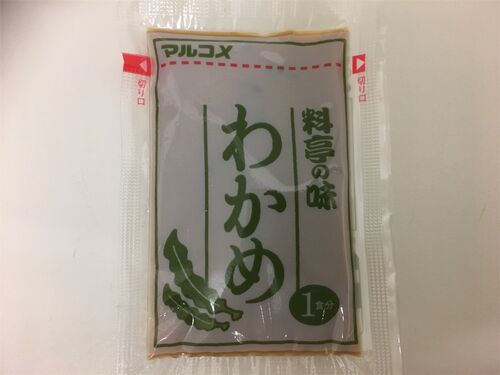 マルコメ
切り口
切り口
料亭の味
わかめ
1食分